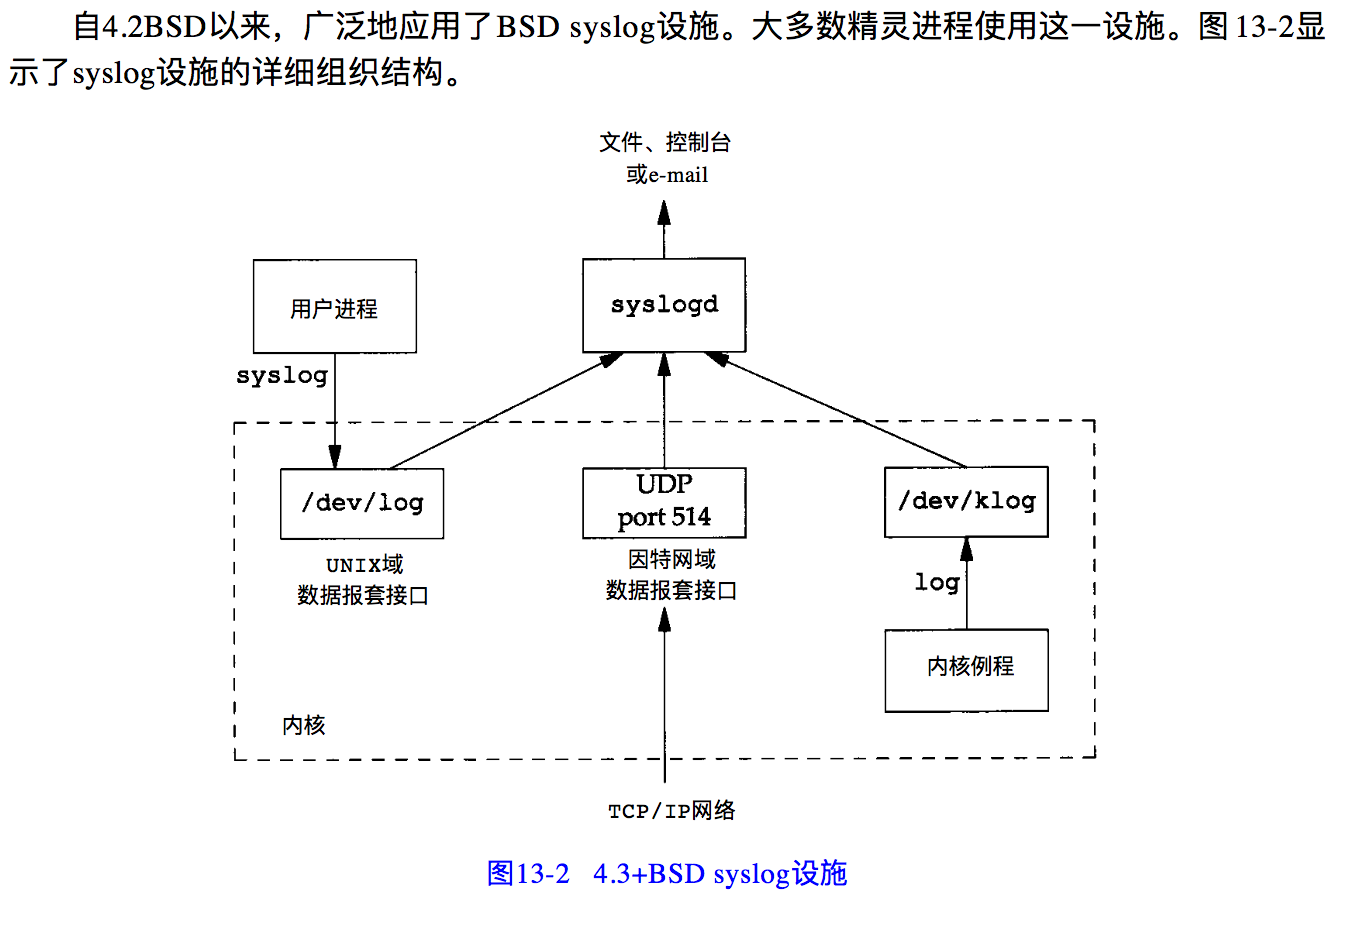 自4.2BSD以来，广泛地应用了BSD syslog设施。大多数精灵进程使用这一设施。图13-2显
示了syslog设施的详细组织结构。
文件、控制台
或e-mail
用户进程
syslogd
syslog
/dev/log
UDP
port 514
/dev/klog
UNIX域
数据报套接口
因特网域
数据报套接口
log
内核例程
内核
TCP/IP网络
图13-2 4.3+BSD syslog设施